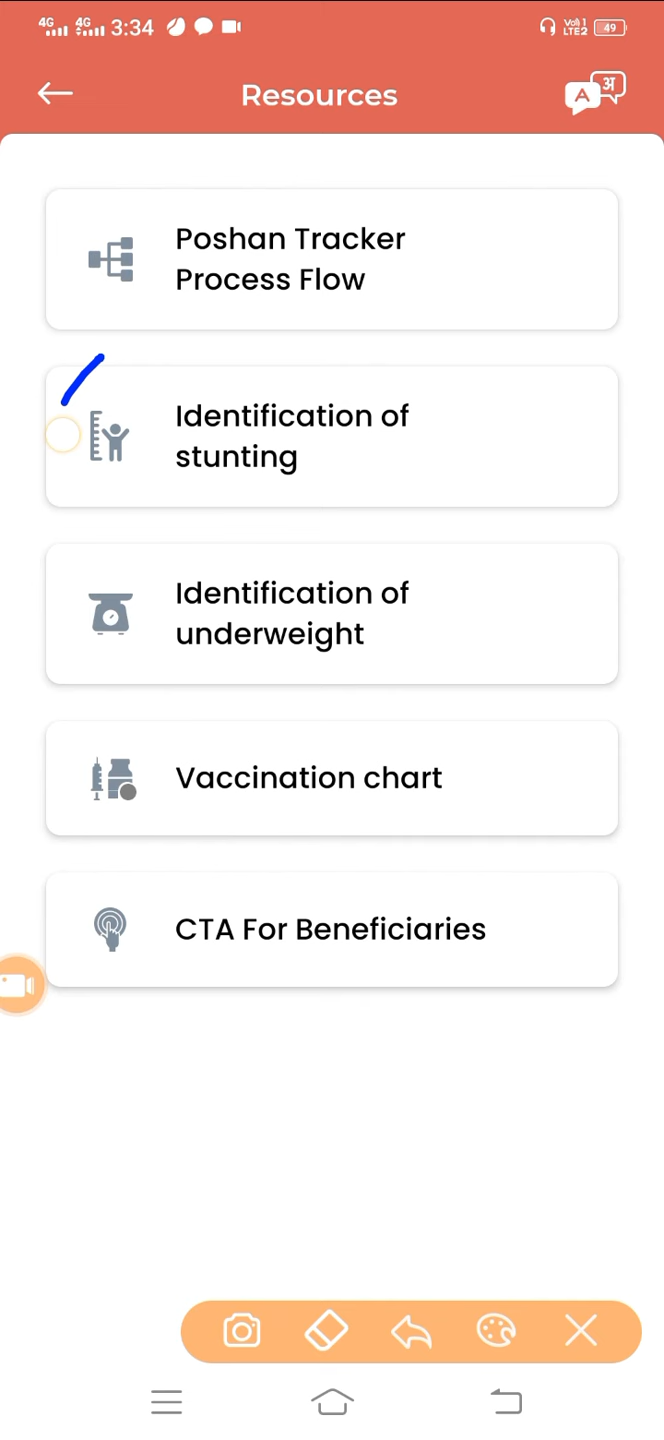 4G 4G 3:34 Vo) 1 LTE2 49
Resources
A अ
Poshan Tracker
Process Flow
Identification of
stunting
Identification of
underweight
Vaccination chart
CTA For Beneficiaries